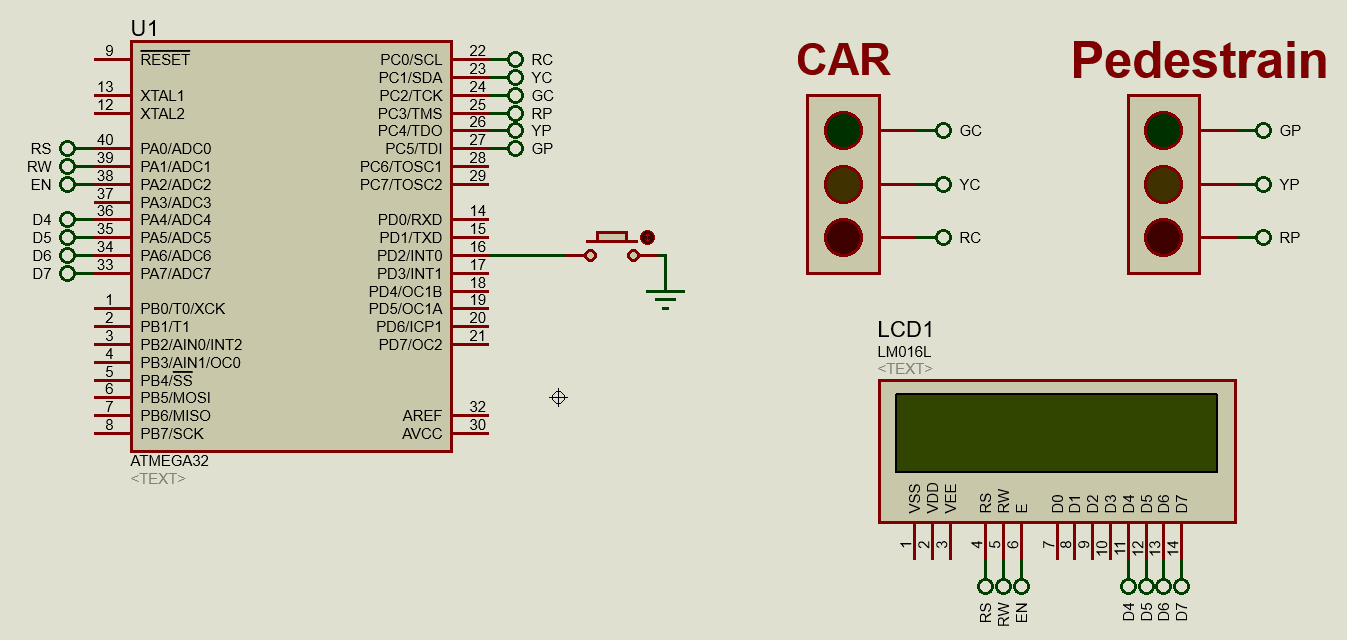 U1
9 RESET
13 XTAL1
12 XTAL2
RS 40 PA0/ADC0
RW 39 PA1/ADC1
EN 38 PA2/ADC2
37 PA3/ADC3
D4 36 PA4/ADC4
D5 35 PA5/ADC5
D6 34 PA6/ADC6
D7 33 PA7/ADC7
1 PB0/T0/XCK
2 PB1/T1
3 PB2/AIN0/INT2
4 PB3/AIN1/OC0
5 PB4/SS
6 PB5/MOSI
7 PB6/MISO
8 PB7/SCK
PC0/SCL 22 RC
PC1/SDA 23 YC
PC2/TCK 24 GC
PC3/TMS 25 RP
PC4/TDO 26 YP
PC5/TDI 27 GP
PC6/TOSC1 28
PC7/TOSC2 29
PD0/RXD 14
PD1/TXD 15
PD2/INT0 16
PD3/INT1 17
PD4/OC1B 18
PD5/OC1A 19
PD6/ICP1 20
PD7/OC2 21
AREF 32
AVCC 30
ATMEGA32
<TEXT>
CAR
GC
YC
RC
Pedestrain
GP
YP
RP
LCD1
LM016L
<TEXT>
VSS VDD VEE RS RW E D0 D1 D2 D3 D4 D5 D6 D7
1 2 3 4 5 6 7 8 9 10 11 12 13 14
RS RW EN D4 D5 D6 D7